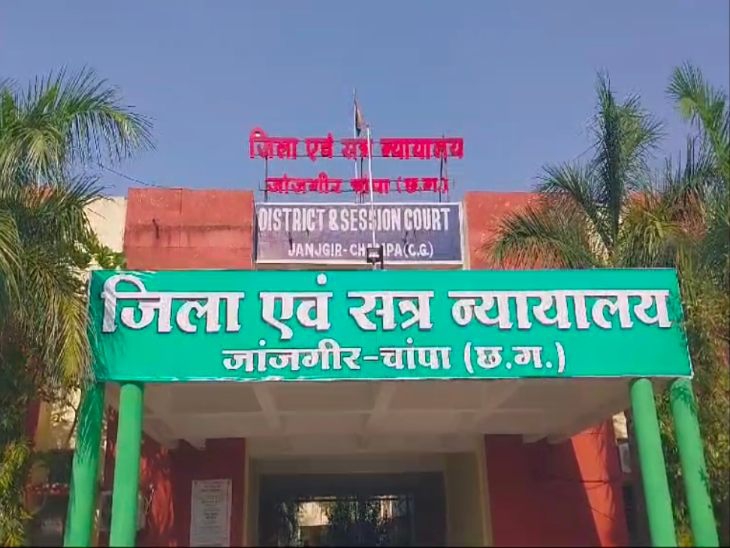 जिला एवं सत्र न्यायालय
जांजगीर चांपा (छ.ग.)
DISTRICT & SESSION COURT
JANJGIR-CHAMPA (C.G.)
जिला एवं सत्र न्यायालय
जांजगीर-चांपा (छ.ग.)